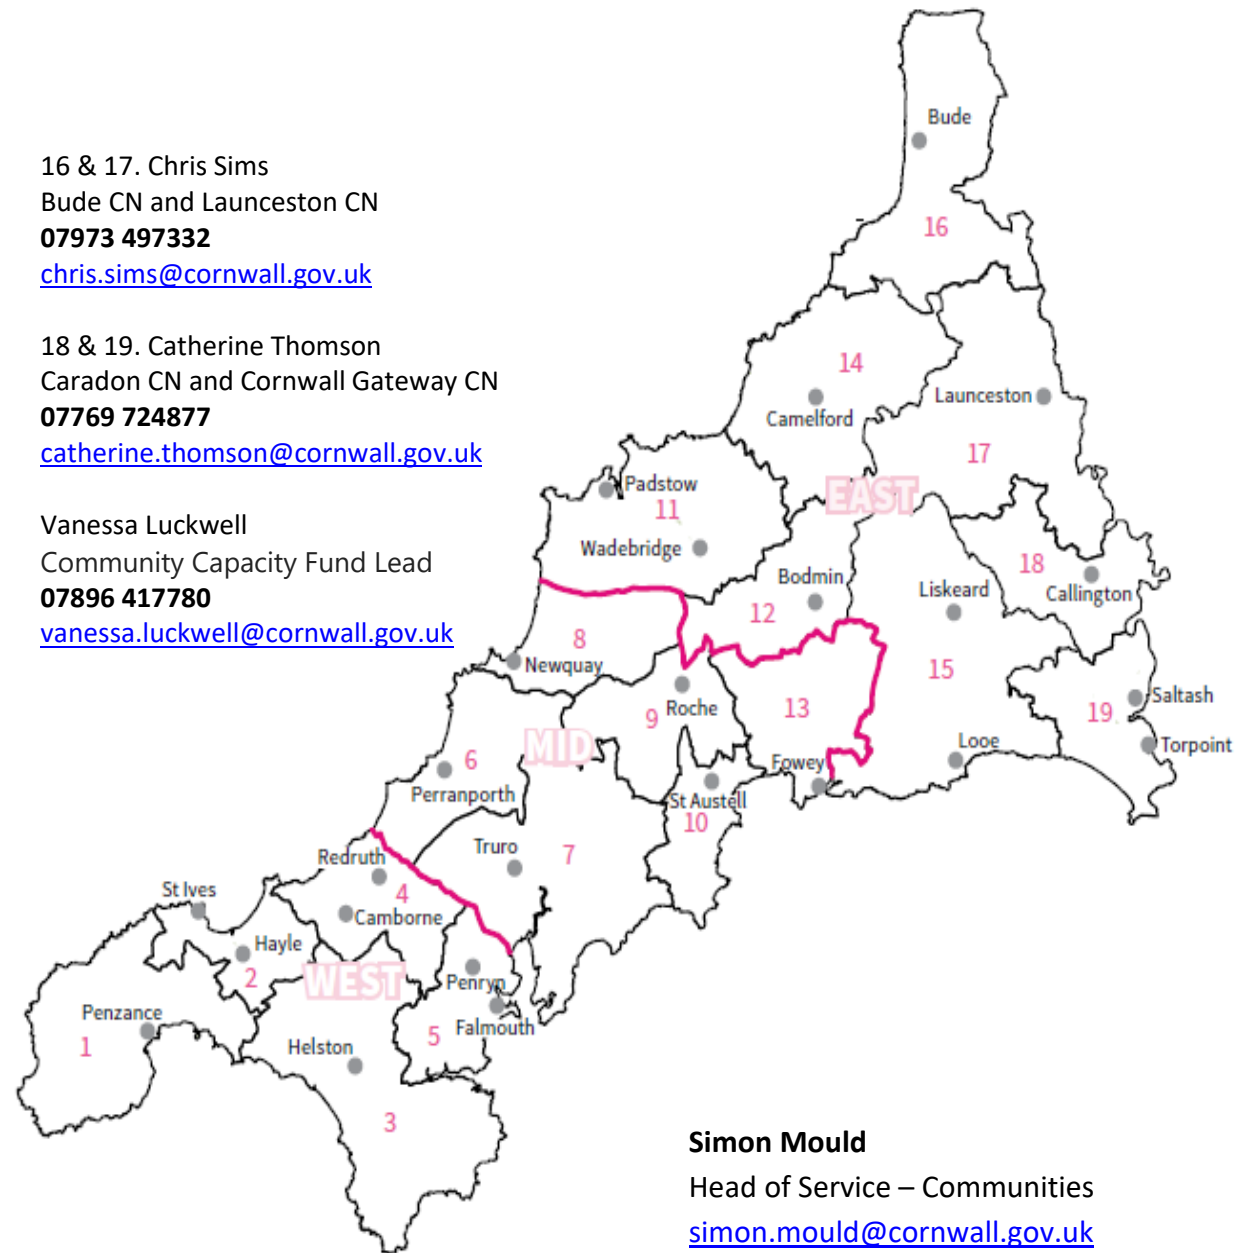 16 & 17. Chris Sims
Bude CN and Launceston CN
07973 497332
chris.sims@cornwall.gov.uk
18 & 19. Catherine Thomson
Caradon CN and Cornwall Gateway CN
07769 724877
catherine.thomson@cornwall.gov.uk
Vanessa Luckwell
Community Capacity Fund Lead
07896 417780
vanessa.luckwell@cornwall.gov.uk
Bude
16
14
Camelford
Launceston
17
EAST
Padstow
11
Wadebridge
Bodmin
12
Liskeard
18
Callington
8
Newquay
15
9
Roche
13
19
Saltash
Torpoint
Looe
Fowey
MID
6
Perranporth
St Austell
10
Truro
7
Redruth
4
Camborne
St Ives
Hayle
2
WEST
Penryn
Falmouth
5
Penzance
1
Helston
3
Simon Mould
Head of Service – Communities
simon.mould@cornwall.gov.uk